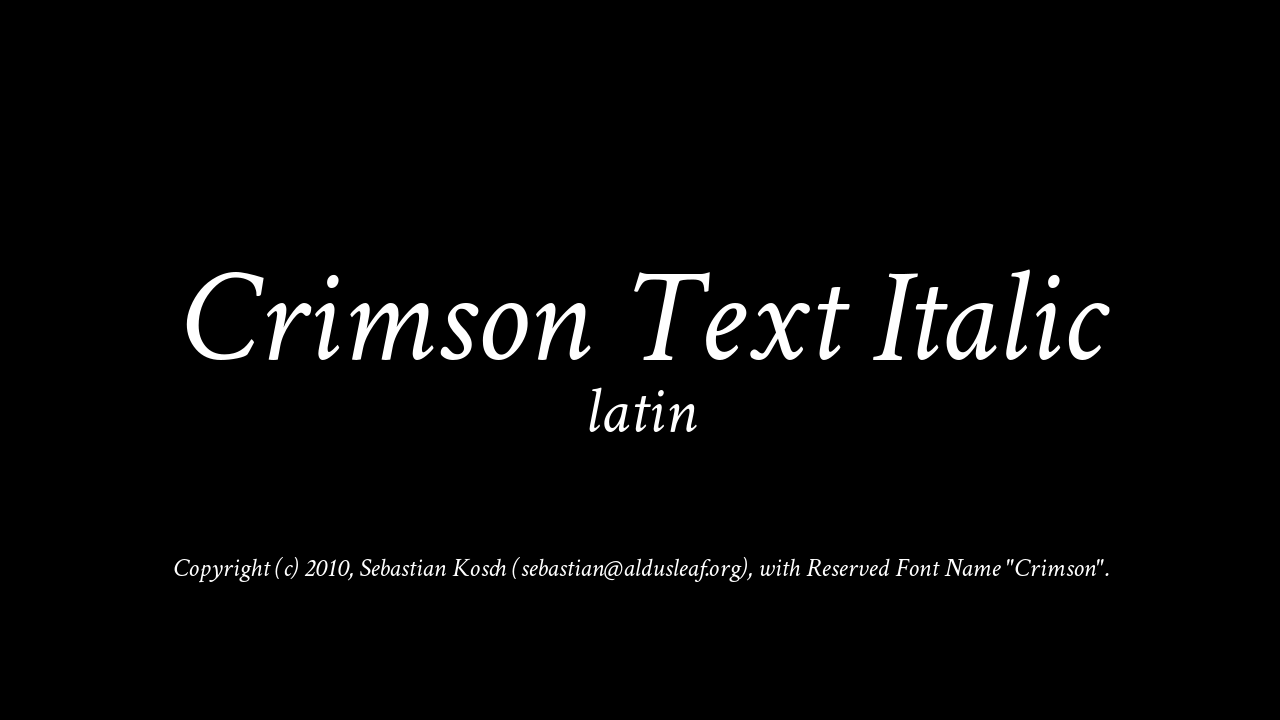 Crimson Text Italic
latin
Copyright (c) 2010, Sebastian Kosch (sebastian@aldusleaf.org), with Reserved Font Name "Crimson".